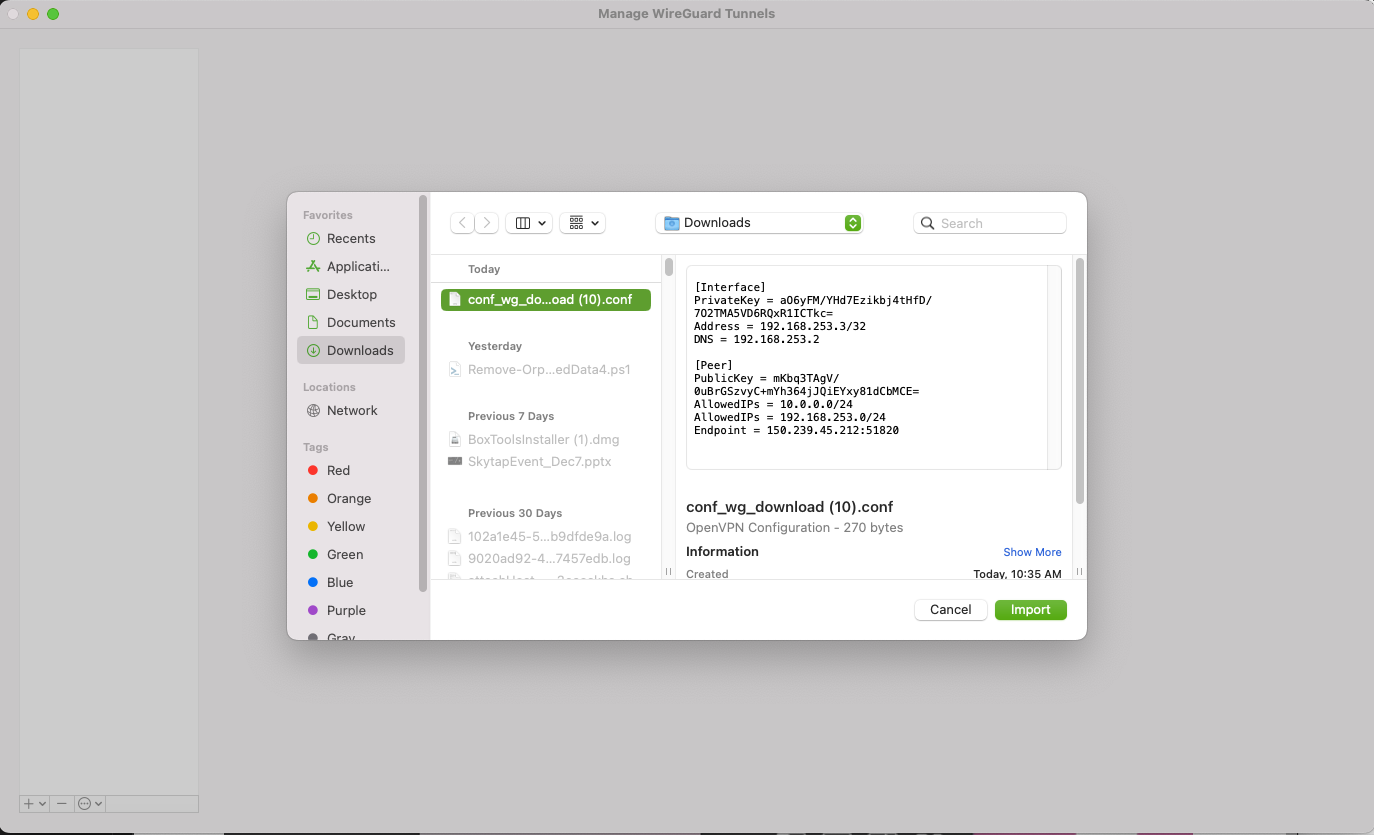 Manage WireGuard Tunnels
Favorites
Recents
Applicati...
Desktop
Documents
Downloads
Locations
Network
Tags
Red
Orange
Yellow
Green
Blue
Purple
Gray
Downloads
Search
Today
conf_wg_do...oad (10).conf
Yesterday
Remove-Orp...edData4.ps1
Previous 7 Days
BoxToolsInstaller (1).dmg
SkytapEvent_Dec7.pptx
Previous 30 Days
102a1e45-5...b9dfde9a.log
9020ad92-4...7457edb.log
[Interface]
PrivateKey = aO6yFM/YHd7Ezikbj4tHfD/
7O2TMA5VD6RQxR1ICTkc=
Address = 192.168.253.3/32
DNS = 192.168.253.2
[Peer]
PublicKey = mKbq3TAgV/
0uBrGSzvyC+mYh364jJQiEYxy81dCbMCE=
AllowedIPs = 10.0.0.0/24
AllowedIPs = 192.168.253.0/24
Endpoint = 150.239.45.212:51820
conf_wg_download (10).conf
OpenVPN Configuration - 270 bytes
Information
Show More
Created
Today, 10:35 AM
Cancel
Import